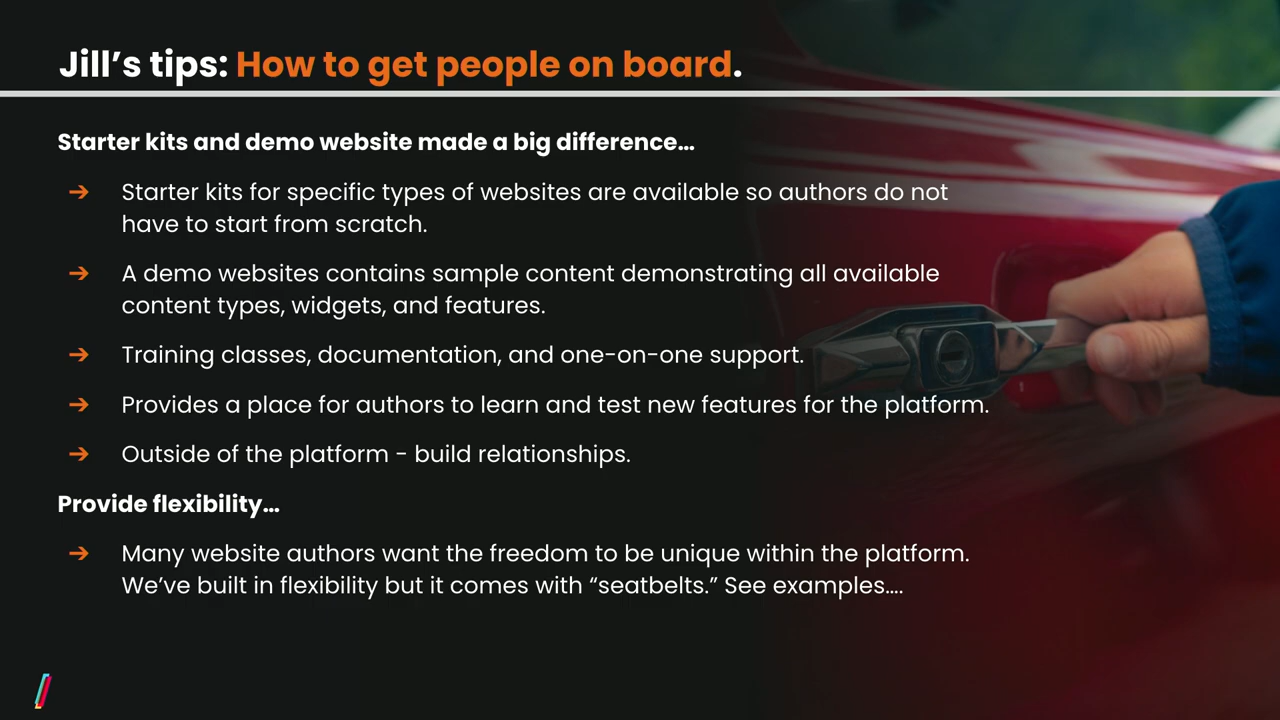 Jill’s tips: How to get people on board.
Starter kits and demo website made a big difference…
➔ Starter kits for specific types of websites are available so authors do not
have to start from scratch.
➔ A demo websites contains sample content demonstrating all available
content types, widgets, and features.
➔ Training classes, documentation, and one-on-one support.
➔ Provides a place for authors to learn and test new features for the platform.
➔ Outside of the platform - build relationships.
Provide flexibility…
➔ Many website authors want the freedom to be unique within the platform.
We’ve built in flexibility but it comes with “seatbelts.” See examples….